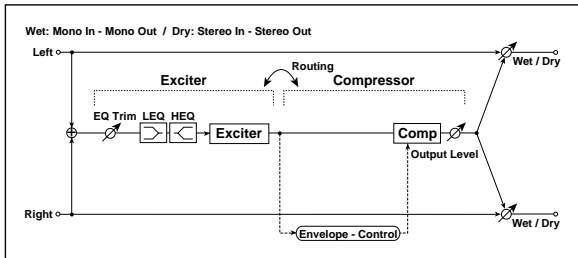 Wet: Mono In - Mono Out / Dry: Stereo In - Stereo Out
Left
Wet / Dry
Routing
Exciter
Compressor
EQ Trim
LEQ
HEQ
Exciter
Comp
Output Level
Right
Wet / Dry
Envelope - Control